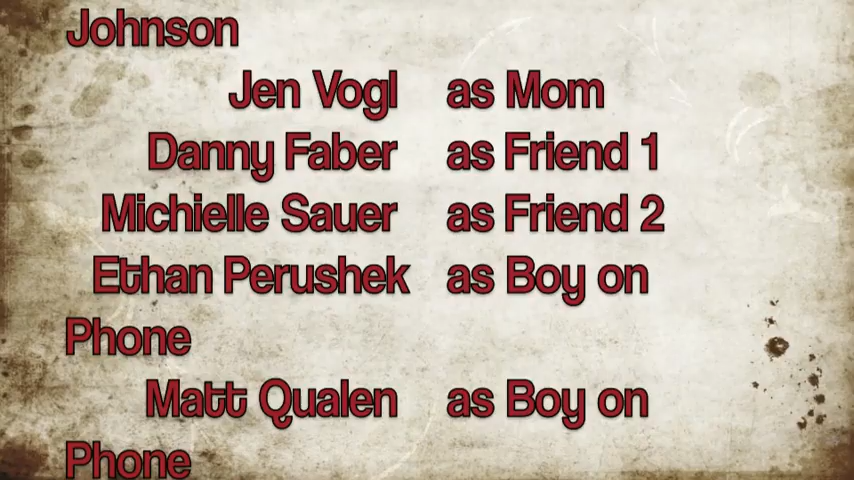 Johnson
Jen Vogl as Mom
Danny Faber as Friend 1
Michielle Sauer as Friend 2
Ethan Perushek as Boy on
Phone
Matt Qualen as Boy on
Phone